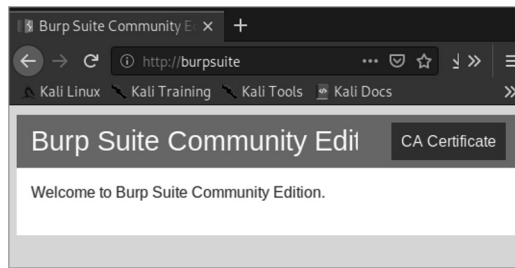 Burp Suite Community E
http://burpsuite
Kali Linux Kali Training Kali Tools Kali Docs
Burp Suite Community Edit
CA Certificate
Welcome to Burp Suite Community Edition.